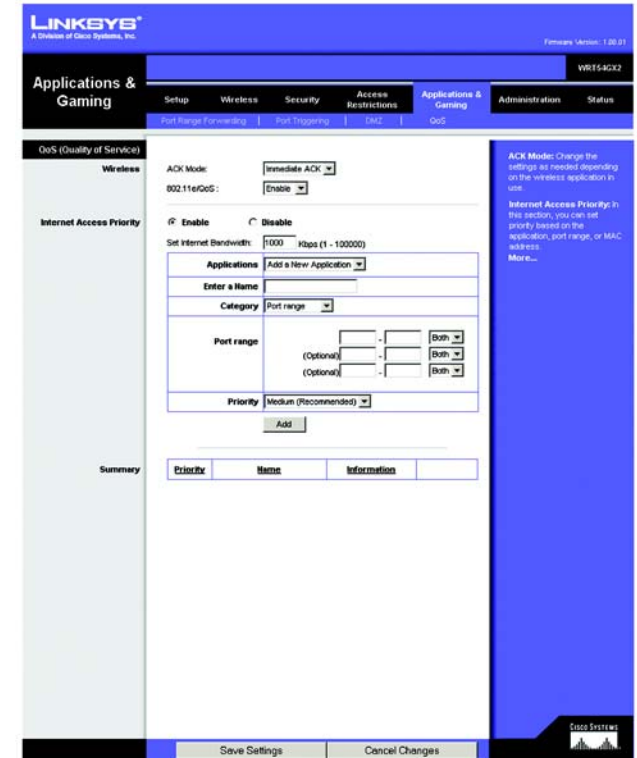 LINKSYS®
A Division of Cisco Systems, Inc.
Firmware Version: 1.00.01
WRT54GX2
Applications & Gaming
Setup
Wireless
Security
Access Restrictions
Applications & Gaming
Administration
Status
Port Range Forwarding | Port Triggering | DMZ | QoS
QoS (Quality of Service)
Wireless
ACK Mode: Immediate ACK
802.11e/QoS : Enable
Internet Access Priority
Enable Disable
Set Internet Bandwidth: 1000 Kbps (1 - 100000)
Applications Add a New Application
Enter a Name
Category Port range
Port range - Both
(Optional) - Both
(Optional) - Both
Priority Medium (Recommended)
Add
Summary
Priority Name Information
ACK Mode: Change the
settings as needed depending
on the wireless application in
use.
Internet Access Priority: In
this section, you can set
priority based on the
application, port range, or MAC
address.
More...
Save Settings
Cancel Changes
CISCO SYSTEMS